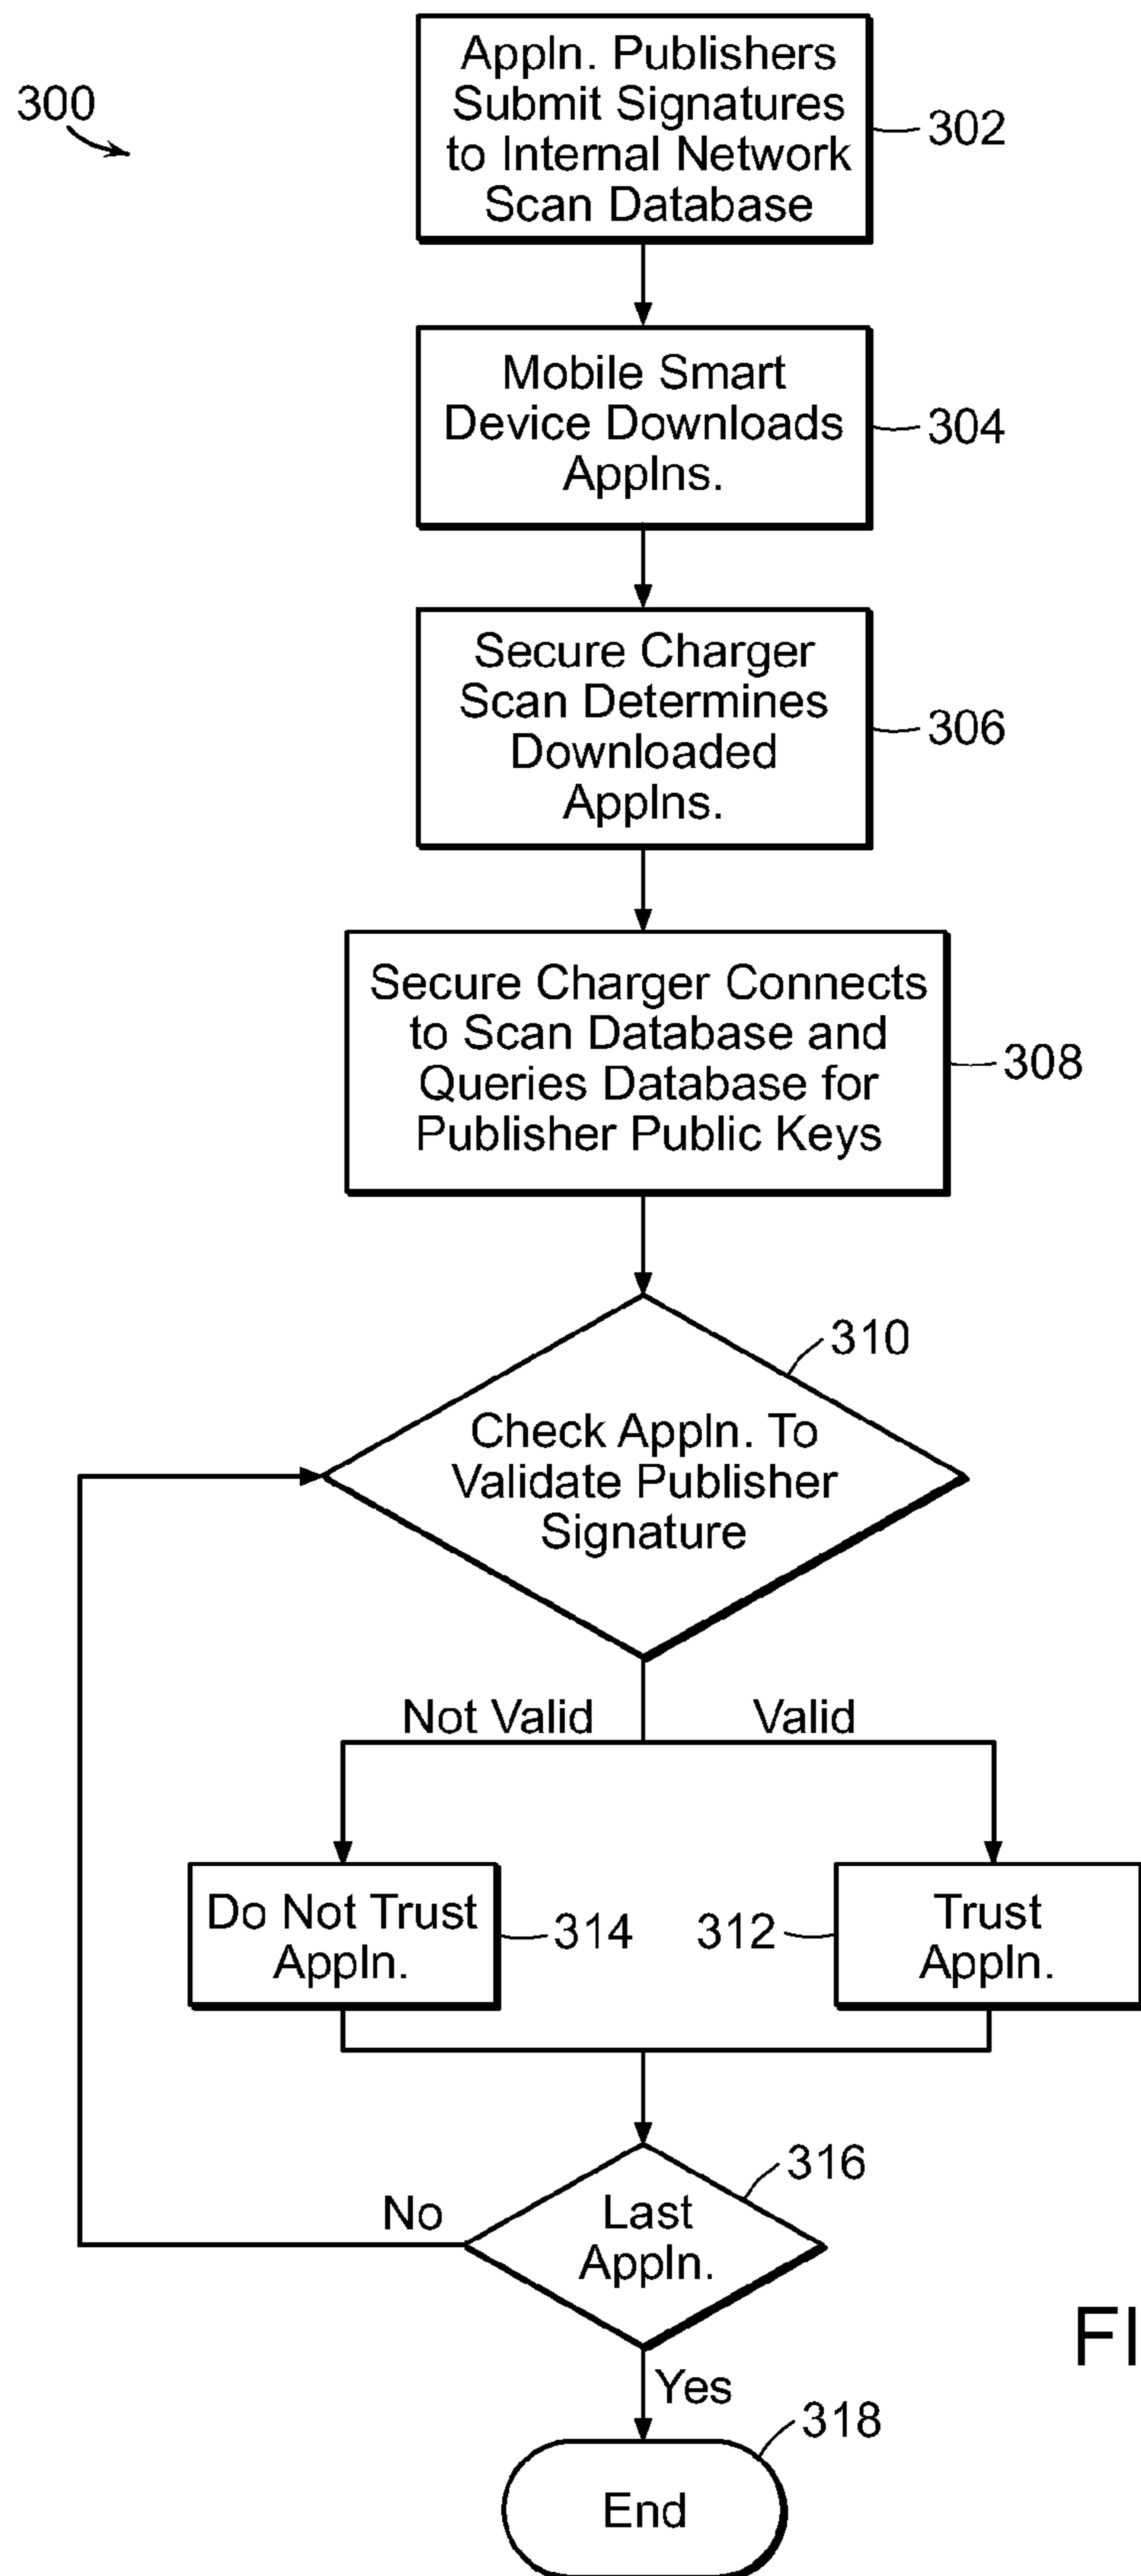 300
Appln. Publishers
Submit Signatures
to Internal Network
Scan Database
302
Mobile Smart
Device Downloads
Applns.
304
Secure Charger
Scan Determines
Downloaded
Applns.
306
Secure Charger Connects
to Scan Database and
Queries Database for
Publisher Public Keys
308
310
Check Appln. To
Validate Publisher
Signature
Not Valid
Valid
Do Not Trust
Appln.
314
312
Trust
Appln.
316
No
Last
Appln.
FI
Yes
318
End